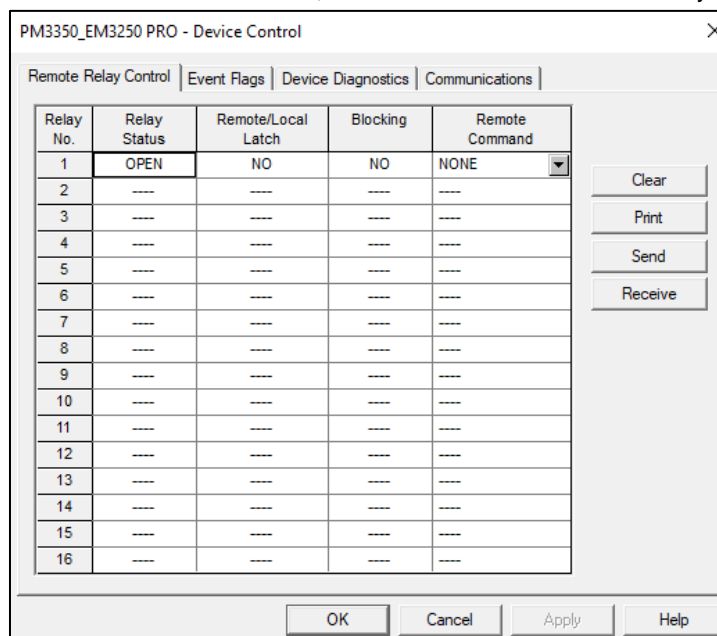 PM3350_EM3250 PRO - Device Control
Remote Relay Control Event Flags Device Diagnostics Communications
Relay No. Relay Status Remote/Local Latch Blocking Remote Command
1 OPEN NO NO NONE
2 ---- ---- ---- ----
3 ---- ---- ---- ----
4 ---- ---- ---- ----
5 ---- ---- ---- ----
6 ---- ---- ---- ----
7 ---- ---- ---- ----
8 ---- ---- ---- ----
9 ---- ---- ---- ----
10 ---- ---- ---- ----
11 ---- ---- ---- ----
12 ---- ---- ---- ----
13 ---- ---- ---- ----
14 ---- ---- ---- ----
15 ---- ---- ---- ----
16 ---- ---- ---- ----
Clear
Print
Send
Receive
OK Cancel Apply Help